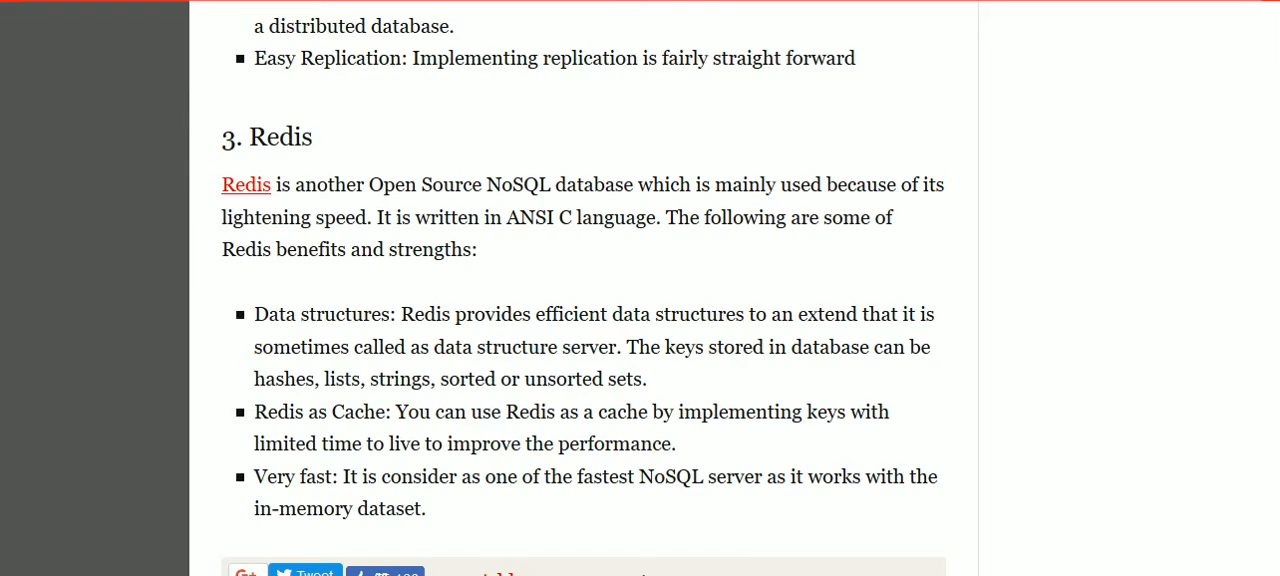 a distributed database.
Easy Replication: Implementing replication is fairly straight forward
3. Redis
Redis is another Open Source NoSQL database which is mainly used because of its
lightening speed. It is written in ANSI C language. The following are some of
Redis benefits and strengths:
Data structures: Redis provides efficient data structures to an extend that it is
sometimes called as data structure server. The keys stored in database can be
hashes, lists, strings, sorted or unsorted sets.
Redis as Cache: You can use Redis as a cache by implementing keys with
limited time to live to improve the performance.
Very fast: It is consider as one of the fastest NoSQL server as it works with the
in-memory dataset.
Tweet